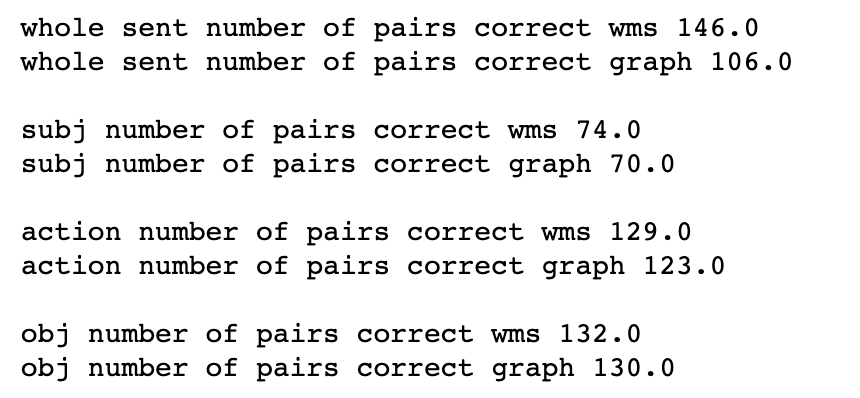 whole sent number of pairs correct wms 146.0
whole sent number of pairs correct graph 106.0
subj number of pairs correct wms 74.0
subj number of pairs correct graph 70.0
action number of pairs correct wms 129.0
action number of pairs correct graph 123.0
obj number of pairs correct wms 132.0
obj number of pairs correct graph 130.0